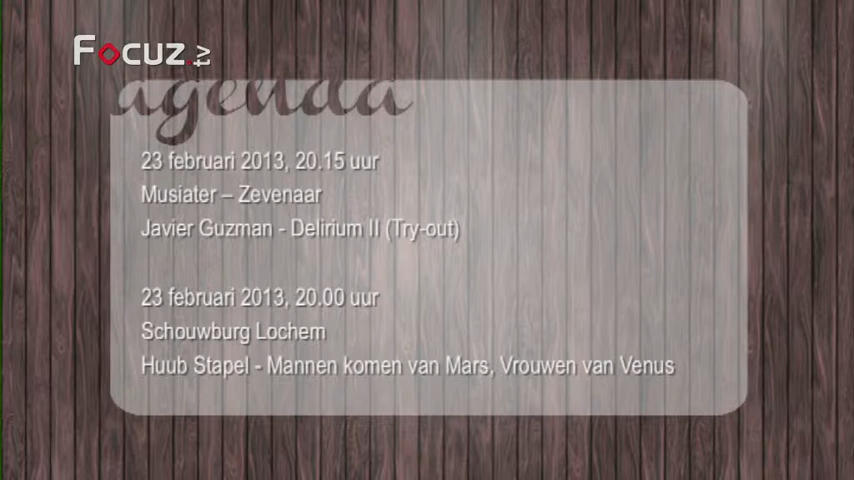 Focuz.tv
agenda
23 februari 2013, 20.15 uur
Musiater – Zevenaar
Javier Guzman - Delirium II (Try-out)
23 februari 2013, 20.00 uur
Schouwburg Lochem
Huub Stapel - Mannen komen van Mars, Vrouwen van Venus